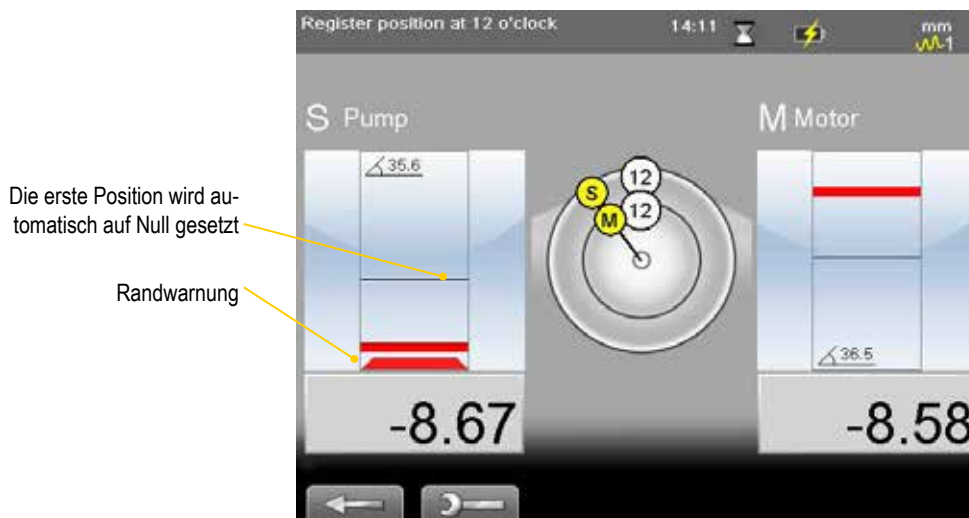 Register position at 12 o'clock
14:11
mm
1
S Pump
M Motor
35.6
12
S
12
M
Die erste Position wird au-
tomatisch auf Null gesetzt
Randwarnung
36.5
-8.67
-8.58